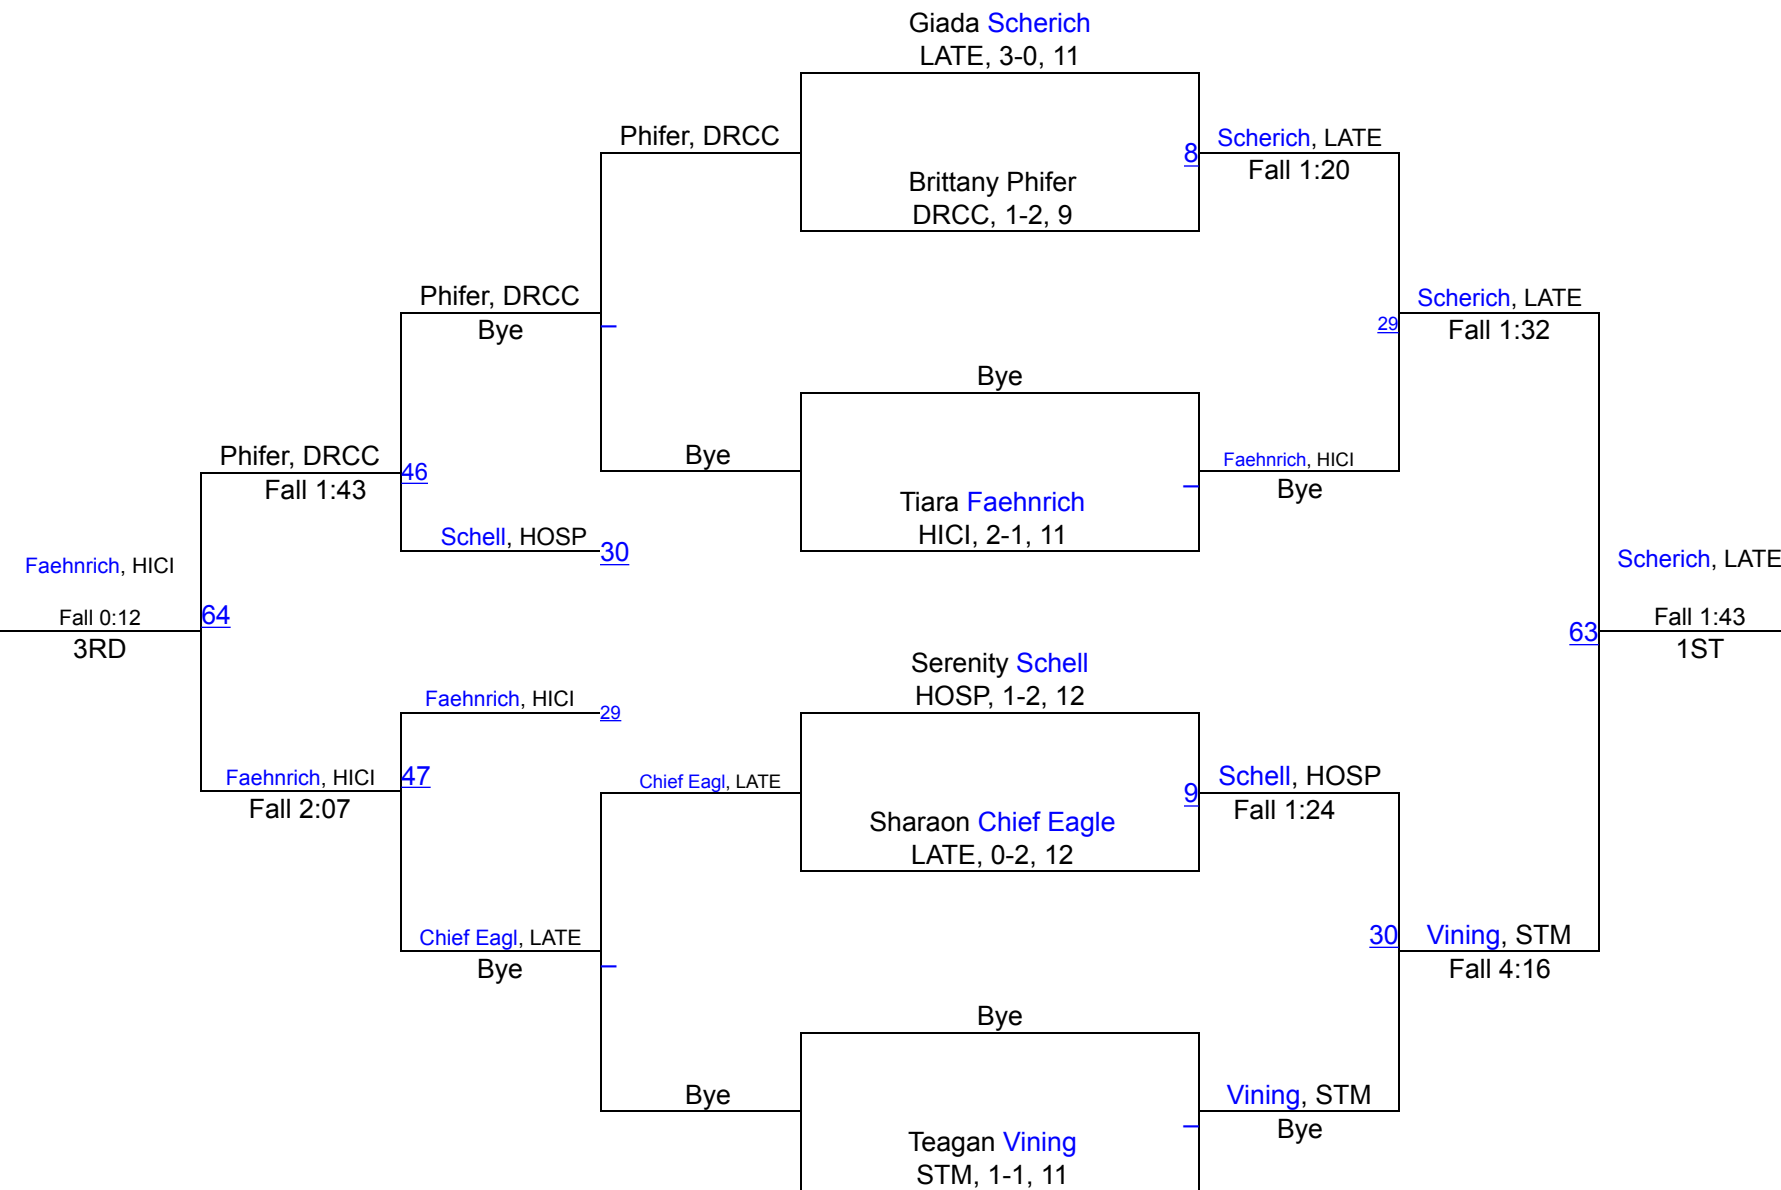 Giada Scherich
LATE, 3-0, 11
Phifer, DRCC
8
Scherich, LATE
Fall 1:20
Brittany Phifer
DRCC, 1-2, 9
Phifer, DRCC
Bye
29
Scherich, LATE
Fall 1:32
Bye
Phifer, DRCC
Fall 1:43
46
Bye
Faehnrich, HICI
Bye
Tiara Faehnrich
HICI, 2-1, 11
Schell, HOSP
30
Faehnrich, HICI
Fall 0:12
3RD
64
Scherich, LATE
Fall 1:43
1ST
63
Serenity Schell
HOSP, 1-2, 12
Faehnrich, HICI
29
Faehnrich, HICI
Fall 2:07
47
Chief Eagl, LATE
9
Schell, HOSP
Fall 1:24
Sharaon Chief Eagle
LATE, 0-2, 12
Chief Eagl, LATE
Bye
30
Vining, STM
Fall 4:16
Bye
Bye
Vining, STM
Bye
Teagan Vining
STM, 1-1, 11